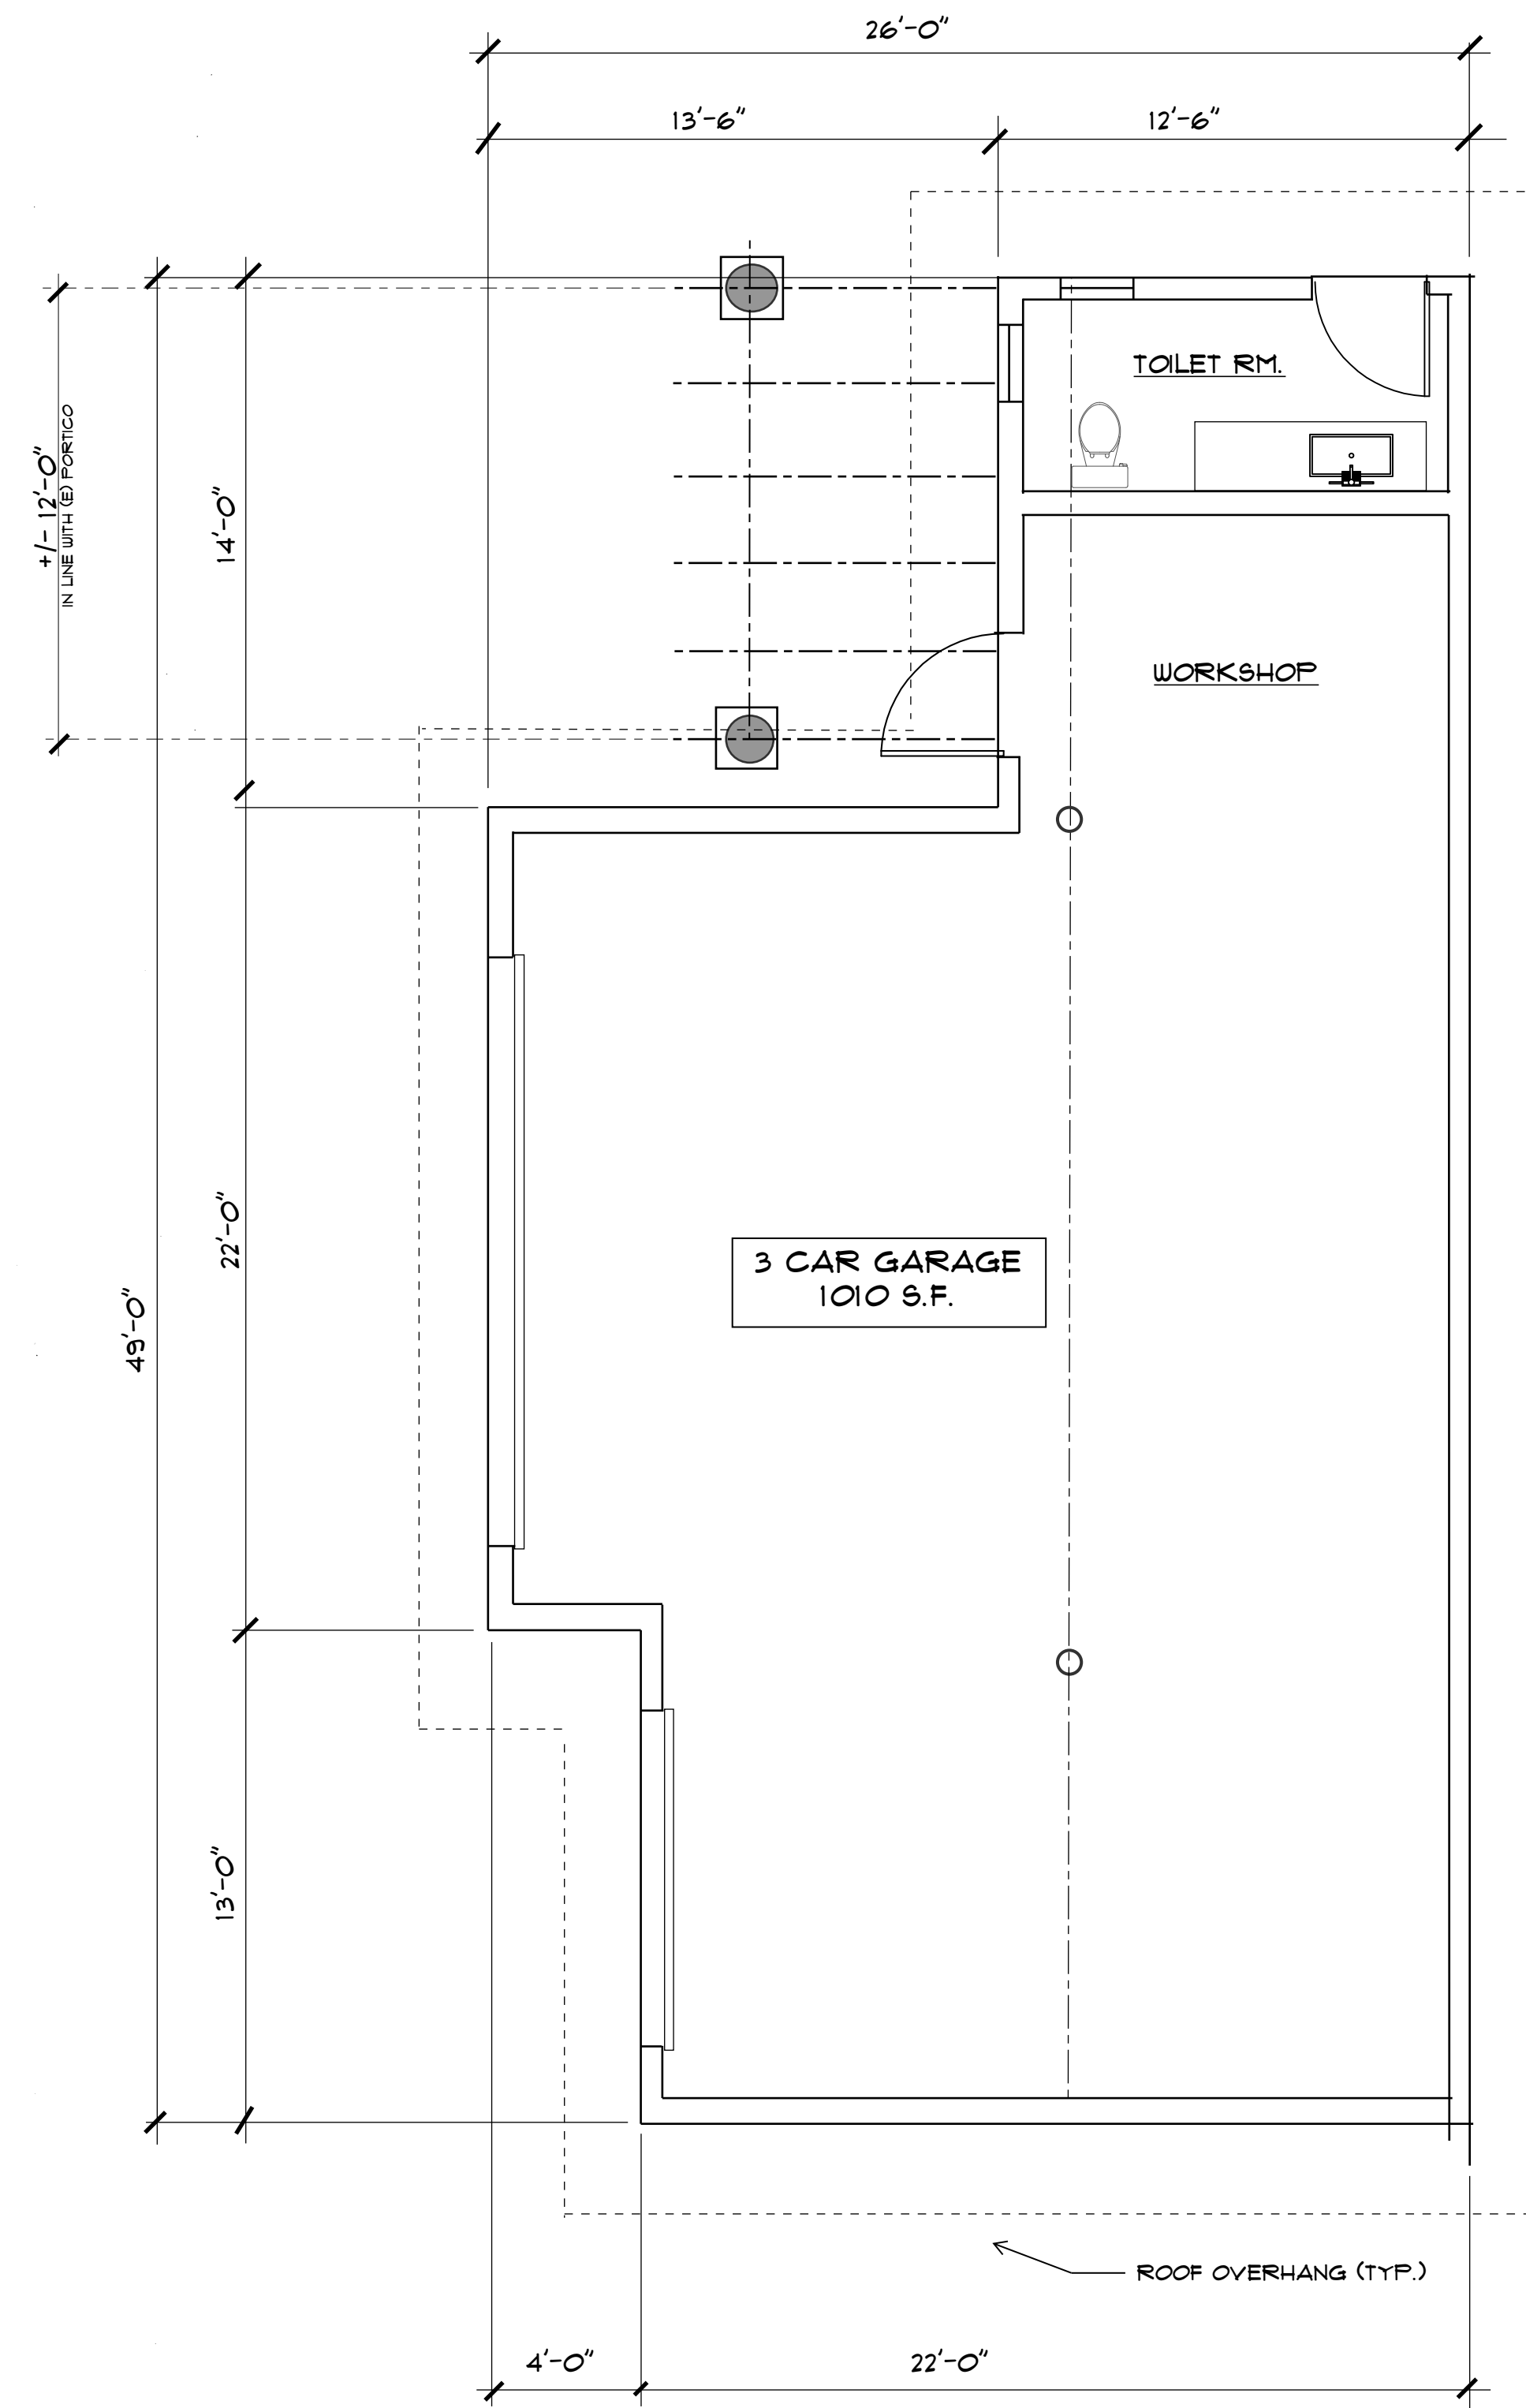 26'-0"
13'-6"
12'-6"
TOILET RM.
+/- 12'-0"
IN LINE WITH (E) PORTICO
14'-0"
WORKSHOP
22'-0"
3 CAR GARAGE
1010 S.F.
49'-0"
13'-0"
ROOF OVERHANG (TYP.)
4'-0"
22'-0"